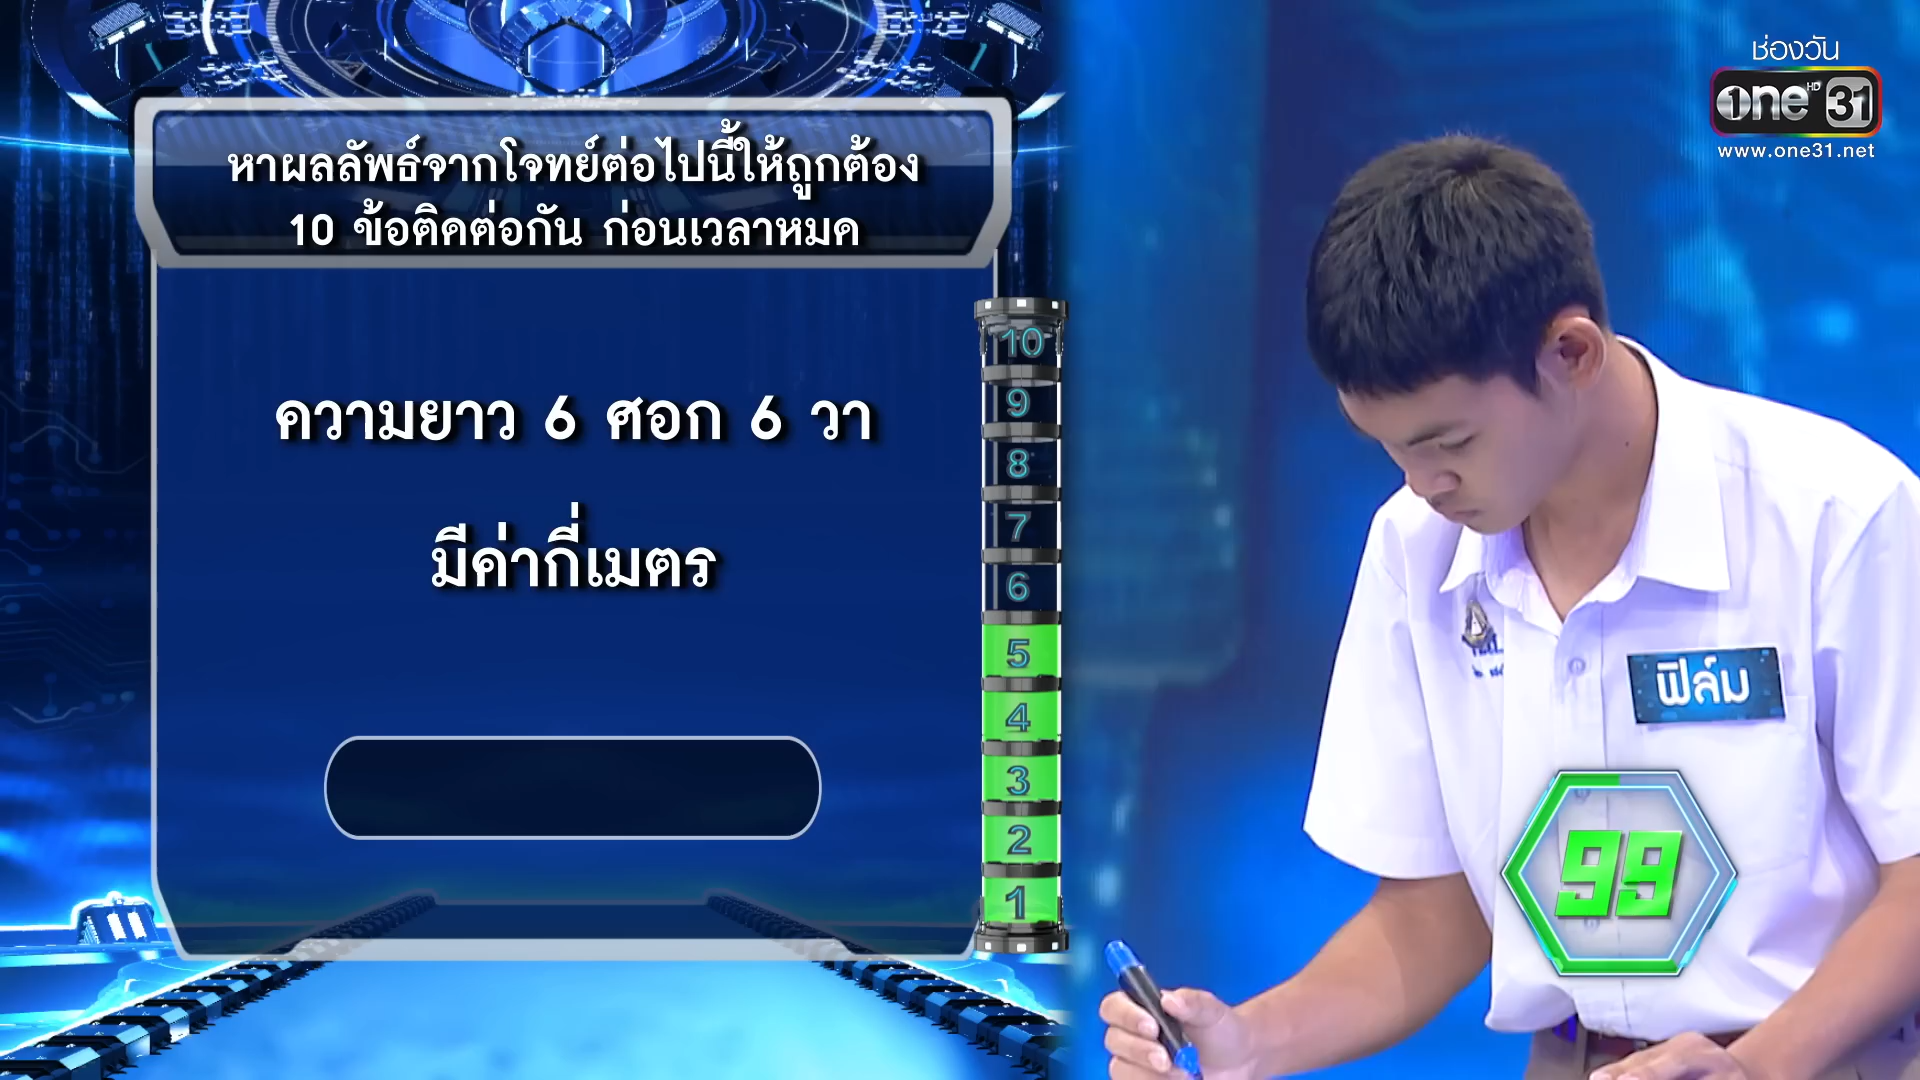 หาผลลัพธ์จากโจทย์ต่อไปนี้ให้ถูกต้อง
10 ข้อติดต่อกัน ก่อนเวลาหมด
ความยาว 6 ศอก 6 วา
มีค่ากี่เมตร
10
9
8
7
6
5
4
3
2
1
ช่องวัน
one HD 31
www.one31.net
ฟิล์ม
99